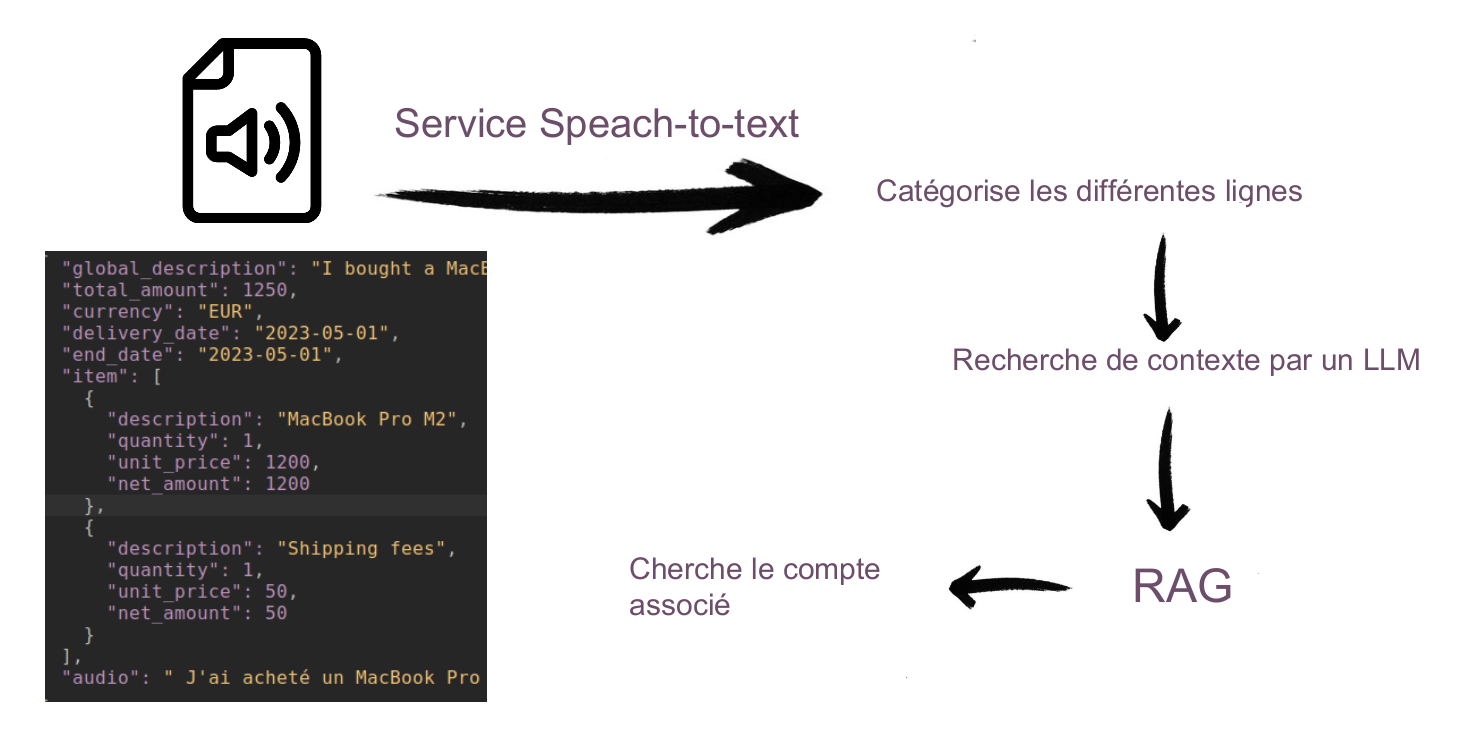 Service Speach-to-text
Catégorise les différentes lignes
Recherche de contexte par un LLM
RAG
Cherche le compte
associé
"global_description": "I bought a Mac
"total_amount": 1250,
"currency": "EUR",
"delivery_date": "2023-05-01",
"end_date": "2023-05-01",
"item": [
{
"description": "MacBook Pro M2",
"quantity": 1,
"unit_price": 1200,
"net_amount": 1200
},
{
"description": "Shipping fees",
"quantity": 1,
"unit_price": 50,
"net_amount": 50
}
],
"audio": " J'ai acheté un MacBook Pro